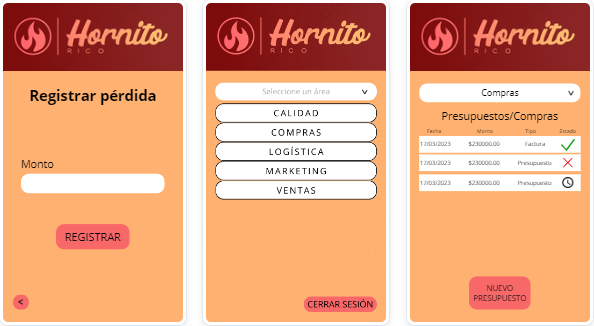 Hornito
RICO
Registrar pérdida
Monto
REGISTRAR
<
Hornito
RICO
Seleccione un área
CALIDAD
COMPRAS
LOGÍSTICA
MARKETING
VENTAS
CERRAR SESIÓN
Hornito
RICO
Compras
Presupuestos/Compras
Fecha Monto Tipo Estado
17/03/2023 $230000.00 Factura
17/03/2023 $230000.00 Presupuesto
17/03/2023 $230000.00 Presupuesto
NUEVO
PRESUPUESTO